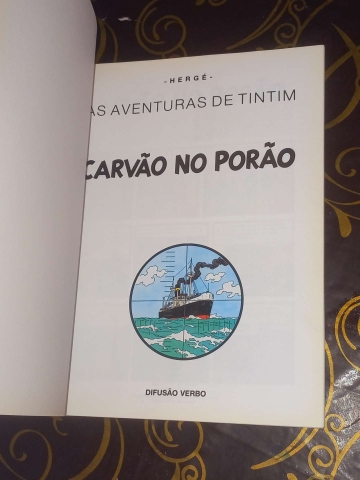 -HERGÉ-
AS AVENTURAS DE TINTIM
CARVÃO NO PORÃO
DIFUSÃO VERBO